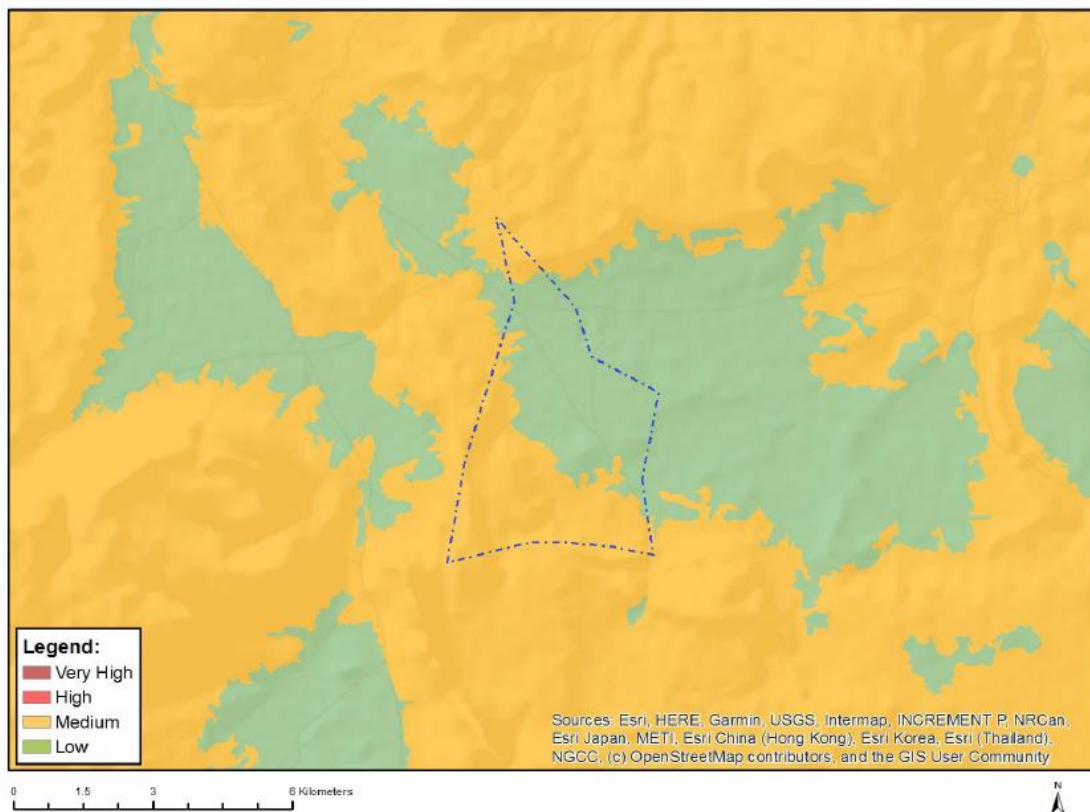 Legend:
Very High
High
Medium
Low
Sources: Esri, HERE, Garmin, USGS, Intermap, INCREMENT P, NRCan,
Esri Japan, METI, Esri China (Hong Kong), Esri Korea, Esri (Thailand),
NGCC, (c) OpenStreetMap contributors, and the GIS User Community
0 1.5 3 6 Kilometers
N